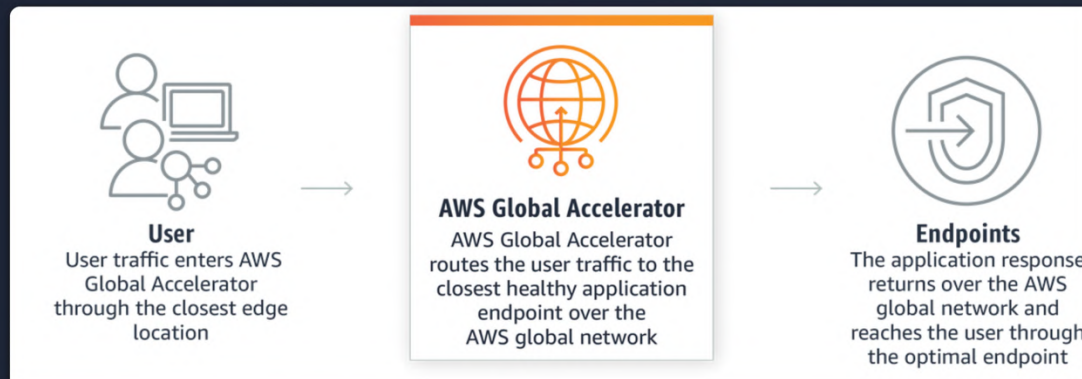 User
User traffic enters AWS
Global Accelerator
through the closest edge
location
AWS Global Accelerator
AWS Global Accelerator
routes the user traffic to the
closest healthy application
endpoint over the
AWS global network
Endpoints
The application response
returns over the AWS
global network and
reaches the user through
the optimal endpoint